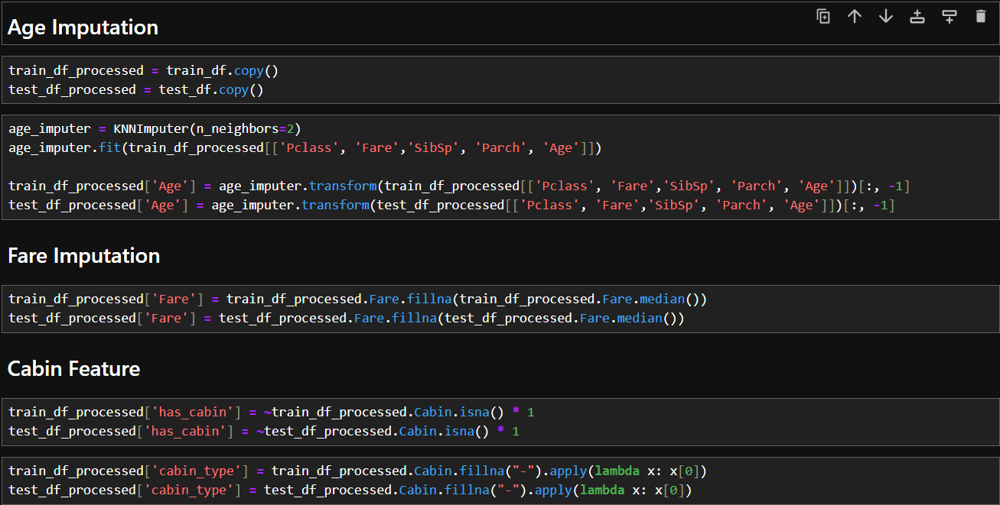 Age Imputation
train_df_processed = train_df.copy()
test_df_processed = test_df.copy()
age_imputer = KNNImputer(n_neighbors=2)
age_imputer.fit(train_df_processed[['Pclass', 'Fare','SibSp', 'Parch', 'Age']])
train_df_processed['Age'] = age_imputer.transform(train_df_processed[['Pclass', 'Fare','SibSp', 'Parch', 'Age']])[:, -1]
test_df_processed['Age'] = age_imputer.transform(test_df_processed[['Pclass', 'Fare','SibSp', 'Parch', 'Age']])[:, -1]
Fare Imputation
train_df_processed['Fare'] = train_df_processed.Fare.fillna(train_df_processed.Fare.median())
test_df_processed['Fare'] = test_df_processed.Fare.fillna(test_df_processed.Fare.median())
Cabin Feature
train_df_processed['has_cabin'] = ~train_df_processed.Cabin.isna() * 1
test_df_processed['has_cabin'] = ~test_df_processed.Cabin.isna() * 1
train_df_processed['cabin_type'] = train_df_processed.Cabin.fillna("-").apply(lambda x: x[0])
test_df_processed['cabin_type'] = test_df_processed.Cabin.fillna("-").apply(lambda x: x[0])